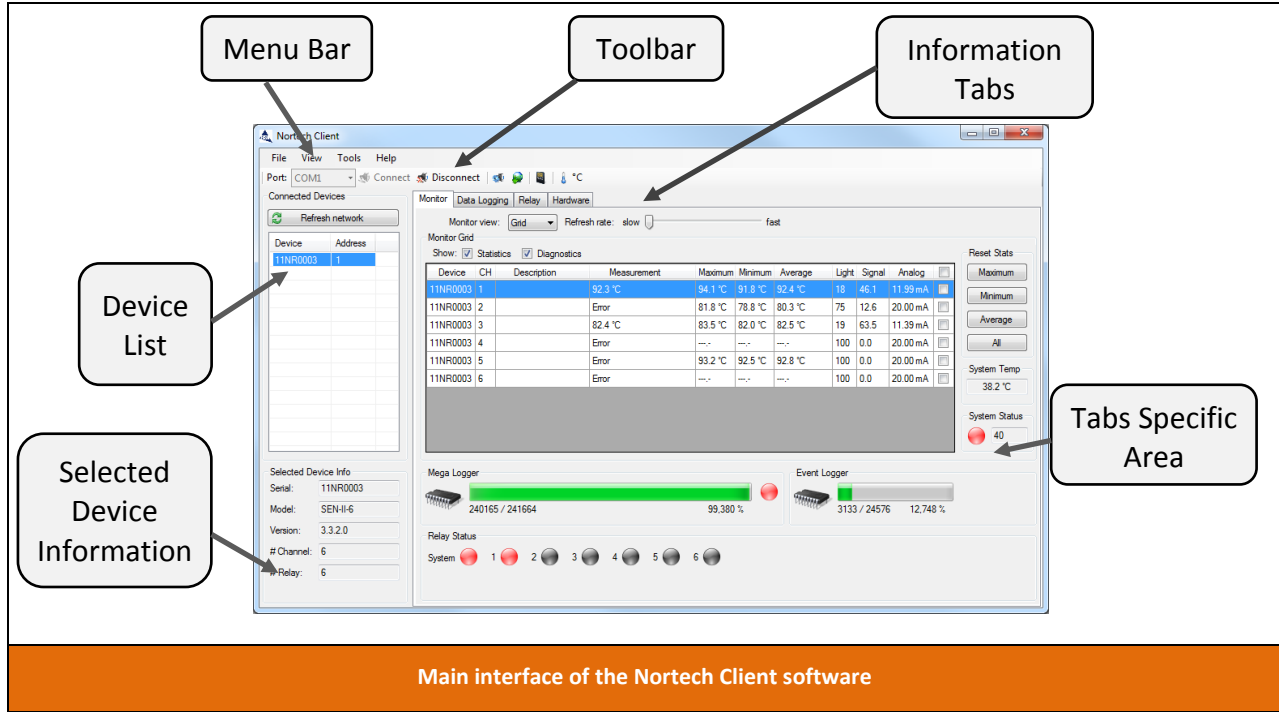 Menu Bar
Toolbar
Information
Tabs
Nortech Client
File View Tools Help
Port: COM1 Connect Disconnect °C
Connected Devices
Refresh network
Device Address
11NR0003 1
Monitor Data Logging Relay Hardware
Monitor view: Grid Refresh rate: slow fast
Monitor Grid
Show: Statistics Diagnostics
Device CH Description Measurement Maximum Minimum Average Light Signal Analog
11NR0003 1 92.3 °C 94.1 °C 91.8 °C 92.4 °C 18 46.1 11.99 mA
11NR0003 2 Error 81.8 °C 78.8 °C 80.3 °C 75 12.6 20.00 mA
11NR0003 3 82.4 °C 83.5 °C 82.0 °C 82.5 °C 19 63.5 11.39 mA
11NR0003 4 Error ---.- ---.- ---.- 100 0.0 20.00 mA
11NR0003 5 Error 93.2 °C 92.5 °C 92.8 °C 100 0.0 20.00 mA
11NR0003 6 Error ---.- ---.- ---.- 100 0.0 20.00 mA
Reset Stats
Maximum
Minimum
Average
All
System Temp
38.2 °C
System Status
40
Device
List
Tabs Specific
Area
Selected
Device
Information
Selected Device Info
Serial: 11NR0003
Model: SEN-II-6
Version: 3.3.2.0
# Channel: 6
# Relay: 6
Mega Logger
240165 / 241664 99,380 %
Event Logger
3133 / 24576 12,748 %
Relay Status
System 1 2 3 4 5 6
Main interface of the Nortech Client software